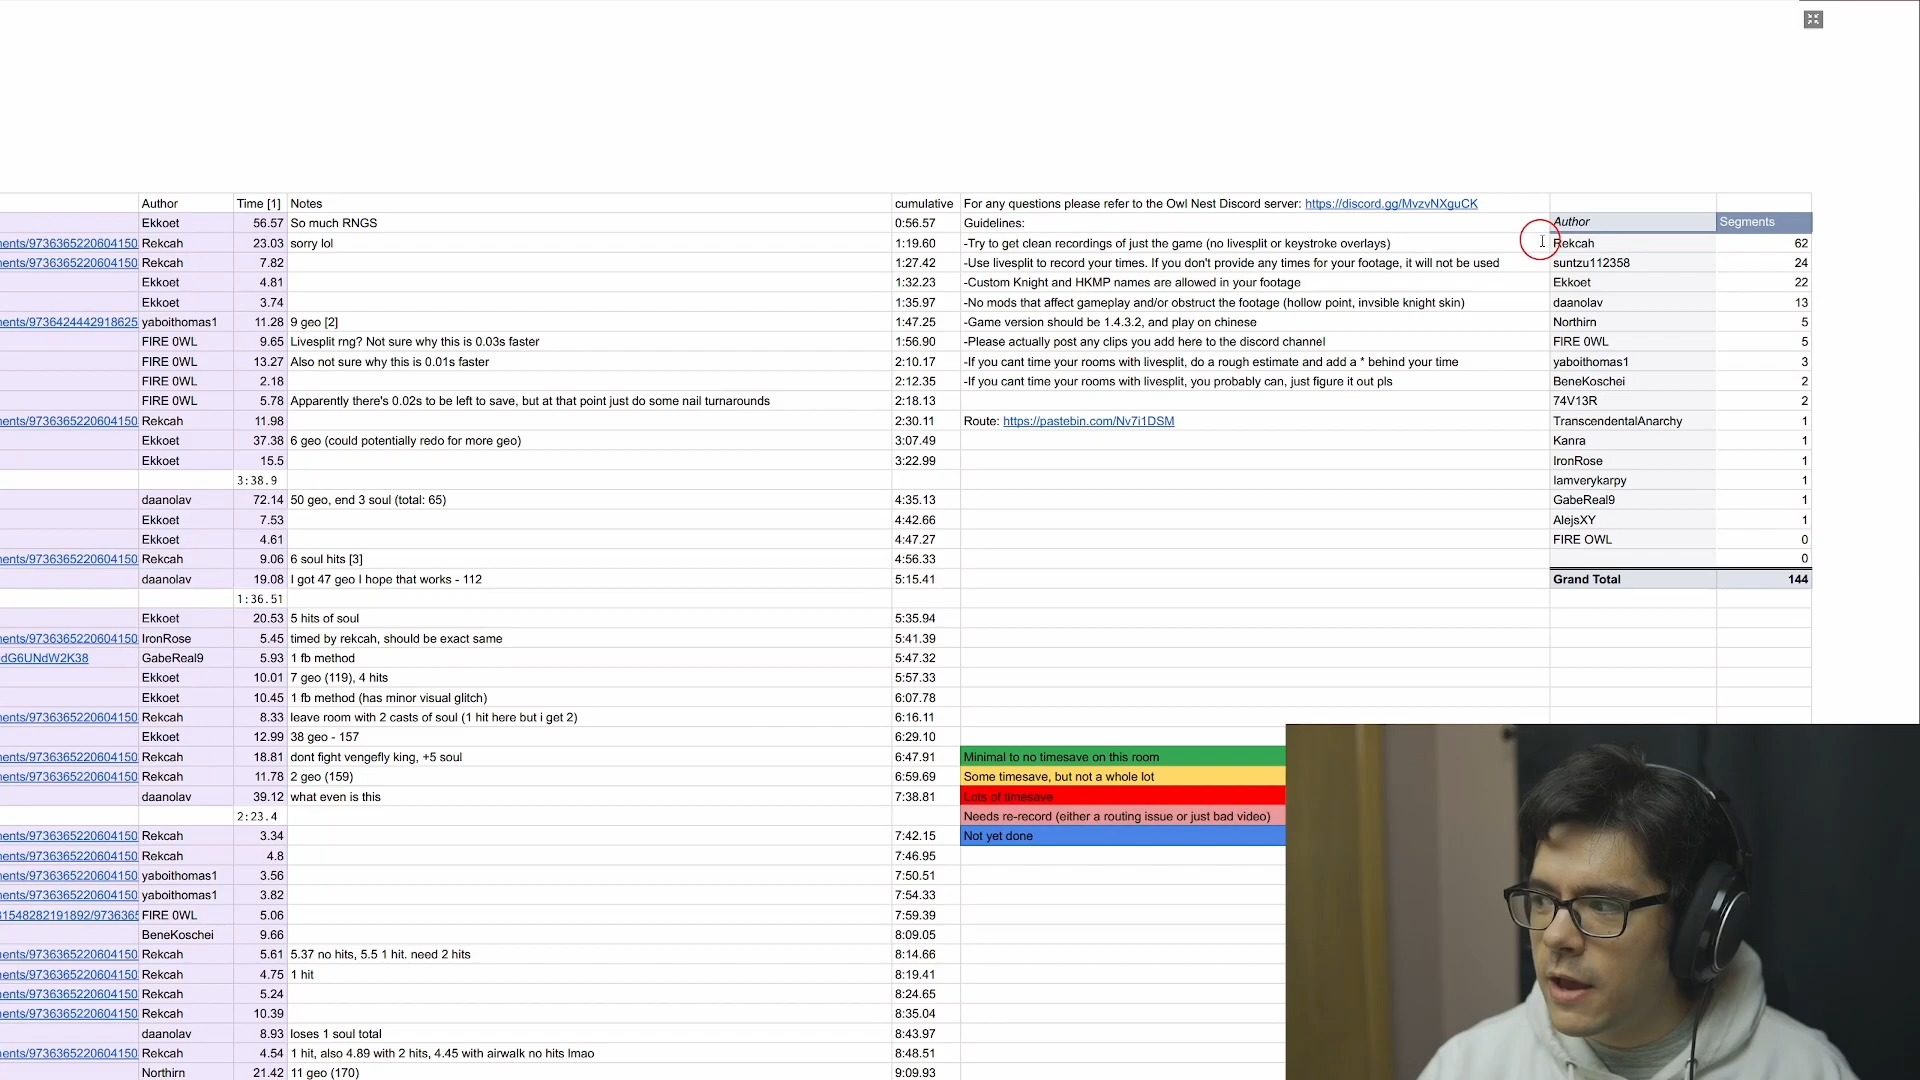 Author Time [1] Notes cumulative For any questions please refer to the Owl Nest Discord server: https://discord.gg/MvzvNXguCK
Ekkoet 56.57 So much RNGS 0:56.57 Guidelines: Author Segments
ents/9736365220604150 Rekcah 23.03 sorry lol 1:19.60 -Try to get clean recordings of just the game (no livesplit or keystroke overlays) Rekcah 62
ents/9736365220604150 Rekcah 7.82 1:27.42 -Use livesplit to record your times. If you don't provide any times for your footage, it will not be used suntzu112358 24
Ekkoet 4.81 1:32.23 -Custom Knight and HKMP names are allowed in your footage Ekkoet 22
Ekkoet 3.74 1:35.97 -No mods that affect gameplay and/or obstruct the footage (hollow point, invsible knight skin) daanolav 13
ents/9736424442918625 yaboithomas1 11.28 9 geo [2] 1:47.25 -Game version should be 1.4.3.2, and play on chinese Northirn 5
FIRE 0WL 9.65 Livesplit rng? Not sure why this is 0.03s faster 1:56.90 -Please actually post any clips you add here to the discord channel FIRE 0WL 5
FIRE 0WL 13.27 Also not sure why this is 0.01s faster 2:10.17 -If you cant time your rooms with livesplit, do a rough estimate and add a * behind your time yaboithomas1 3
FIRE 0WL 2.18 2:12.35 -If you cant time your rooms with livesplit, you probably can, just figure it out pls BeneKoschei 2
FIRE 0WL 5.78 Apparently there's 0.02s to be left to save, but at that point just do some nail turnarounds 2:18.13 74V13R 2
ents/9736365220604150 Rekcah 11.98 2:30.11 Route: https://pastebin.com/Nv7i1DSM TranscendentalAnarchy 1
Ekkoet 37.38 6 geo (could potentially redo for more geo) 3:07.49 Kanra 1
Ekkoet 15.5 3:22.99 IronRose 1
3:38.9 Iamverykarpy 1
daanolav 72.14 50 geo, end 3 soul (total: 65) 4:35.13 GabeReal9 1
Ekkoet 7.53 4:42.66 AlejsXY 1
Ekkoet 4.61 4:47.27 FIRE OWL 0
ents/9736365220604150 Rekcah 9.06 6 soul hits [3] 4:56.33 0
daanolav 19.08 I got 47 geo I hope that works - 112 5:15.41 Grand Total 144
1:36.51
Ekkoet 20.53 5 hits of soul 5:35.94
ents/9736365220604150 IronRose 5.45 timed by rekcah, should be exact same 5:41.39
dG6UNdW2K38 GabeReal9 5.93 1 fb method 5:47.32
Ekkoet 10.01 7 geo (119), 4 hits 5:57.33
Ekkoet 10.45 1 fb method (has minor visual glitch) 6:07.78
ents/9736365220604150 Rekcah 8.33 leave room with 2 casts of soul (1 hit here but i get 2) 6:16.11
Ekkoet 12.99 38 geo - 157 6:29.10
ents/9736365220604150 Rekcah 18.81 dont fight vengefly king, +5 soul 6:47.91 Minimal to no timesave on this room
ents/9736365220604150 Rekcah 11.78 2 geo (159) 6:59.69 Some timesave, but not a whole lot
daanolav 39.12 what even is this 7:38.81 Lots of timesave
2:23.4 Needs re-record (either a routing issue or just bad video)
ents/9736365220604150 Rekcah 3.34 7:42.15 Not yet done
ents/9736365220604150 Rekcah 4.8 7:46.95
ents/9736365220604150 yaboithomas1 3.56 7:50.51
ents/9736365220604150 yaboithomas1 3.82 7:54.33
31548282191892/973636 FIRE 0WL 5.06 7:59.39
BeneKoschei 9.66 8:09.05
ents/9736365220604150 Rekcah 5.61 5.37 no hits, 5.5 1 hit. need 2 hits 8:14.66
ents/9736365220604150 Rekcah 4.75 1 hit 8:19.41
ents/9736365220604150 Rekcah 5.24 8:24.65
ents/9736365220604150 Rekcah 10.39 8:35.04
daanolav 8.93 loses 1 soul total 8:43.97
ents/9736365220604150 Rekcah 4.54 1 hit, also 4.89 with 2 hits, 4.45 with airwalk no hits lmao 8:48.51
Northirn 21.42 11 geo (170) 9:09.93